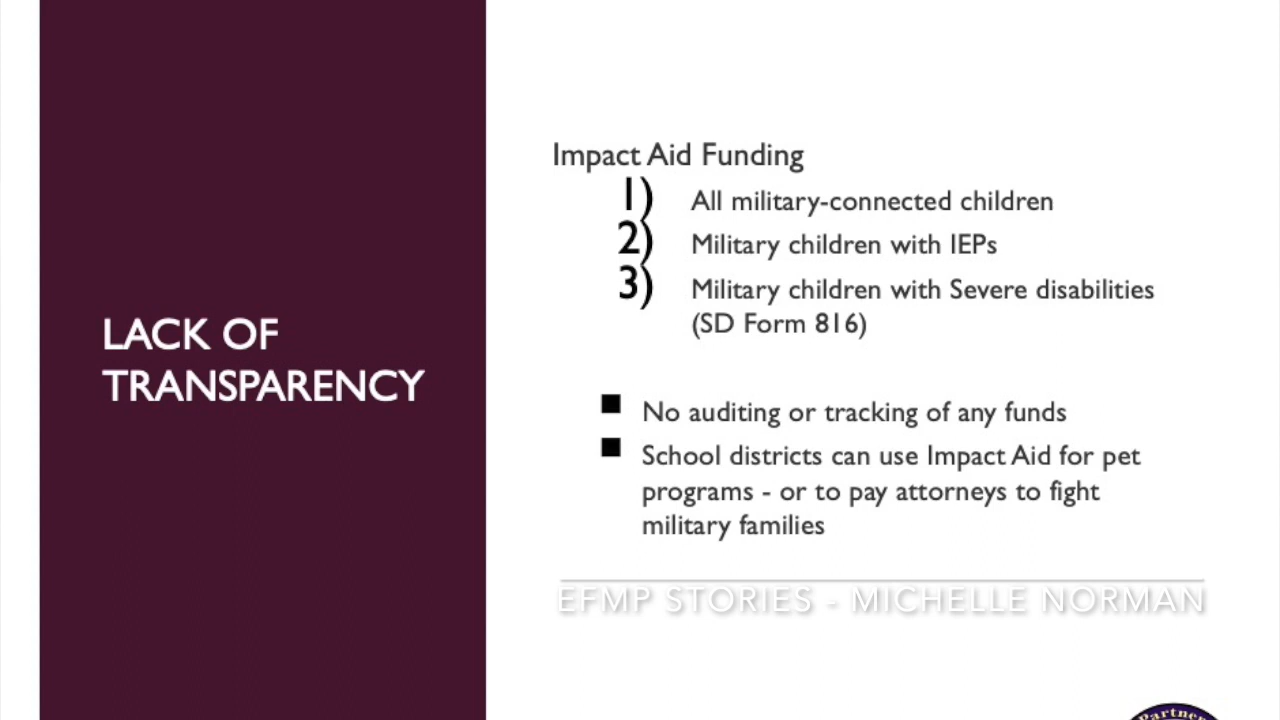 LACK OF
TRANSPARENCY
Impact Aid Funding
1) All military-connected children
2) Military children with IEPs
3) Military children with Severe disabilities
(SD Form 816)
■ No auditing or tracking of any funds
■ School districts can use Impact Aid for pet
programs - or to pay attorneys to fight
military families
EFMP STORIES - MICHELLE NORMAN